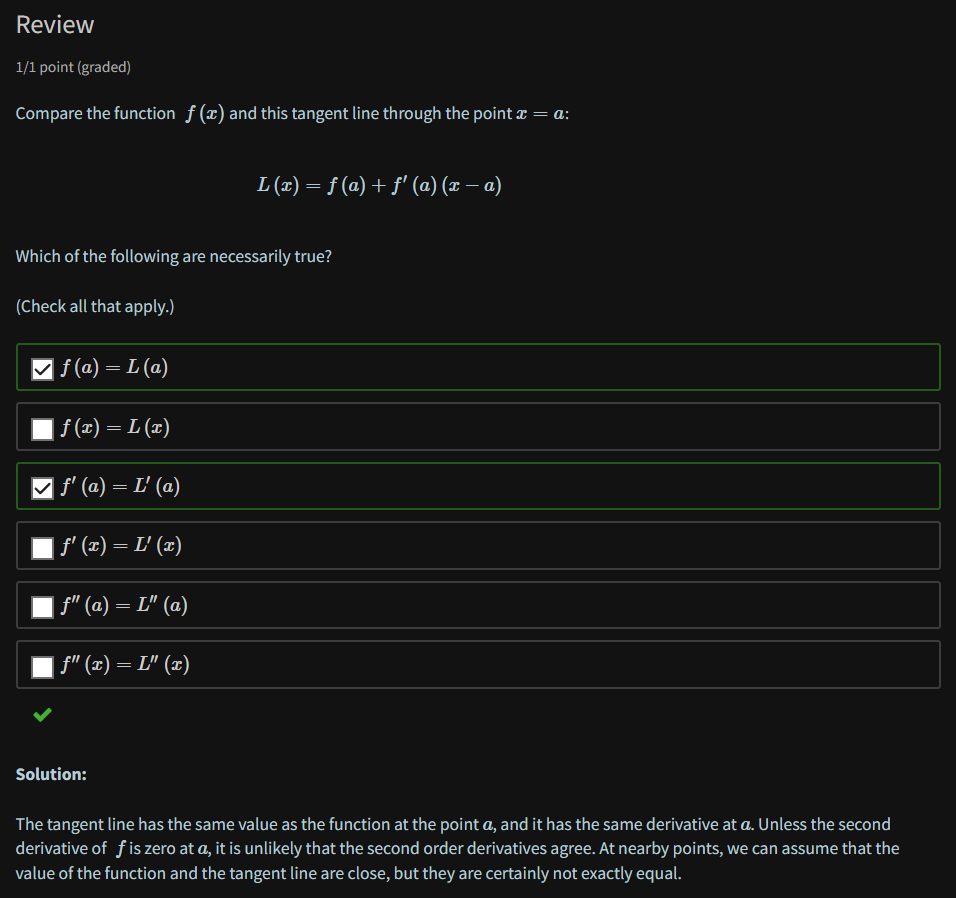 Review
1/1 point (graded)
Compare the function f(x) and this tangent line through the point x = a:
L(x) = f(a) + f′(a)(x − a)
Which of the following are necessarily true?
(Check all that apply.)
f(a) = L(a)
f(x) = L(x)
f′(a) = L′(a)
f′(x) = L′(x)
f″(a) = L″(a)
f″(x) = L″(x)
Solution:
The tangent line has the same value as the function at the point a, and it has the same derivative at a. Unless the second
derivative of f is zero at a, it is unlikely that the second order derivatives agree. At nearby points, we can assume that the
value of the function and the tangent line are close, but they are certainly not exactly equal.